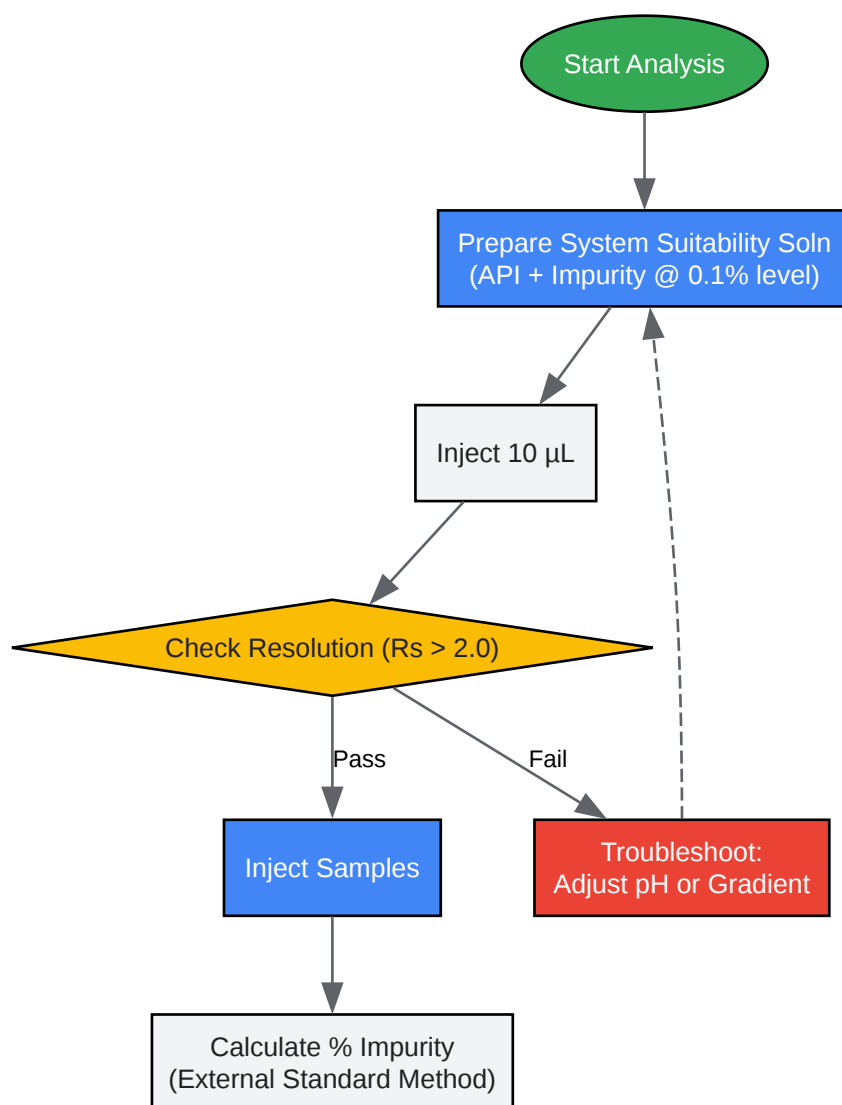 Start Analysis
Prepare System Suitability Soln
(API + Impurity @ 0.1% level)
Inject 10 µL
Check Resolution (Rs > 2.0)
Pass
Fail
Inject Samples
Troubleshoot:
Adjust pH or Gradient
Calculate % Impurity
(External Standard Method)